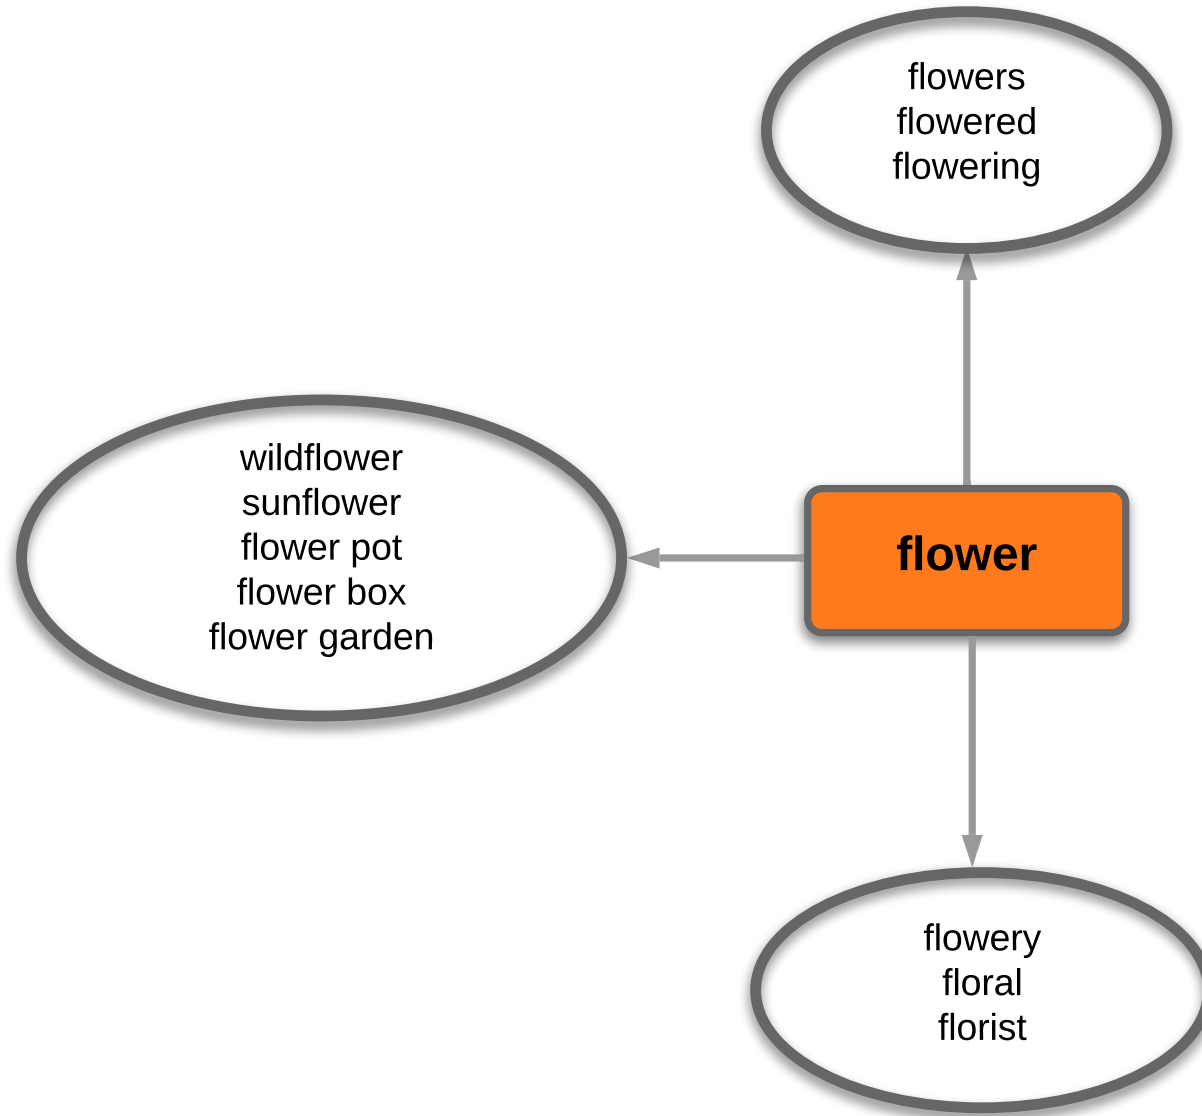 flowers
flowered
flowering
wildflower
sunflower
flower pot
flower box
flower garden
flower
flowery
floral
florist